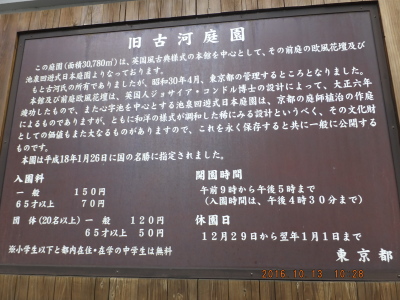 旧古河庭園
この庭園(面積30,780㎡)は、英国風古典様式の本館を中心として、その前庭の欧風花壇及び
池泉回遊式日本庭園よりなっております。
もと古河氏の所有でありましたが、昭和30年4月、東京都の管理するところとなりました。
本館及び前庭欧風花壇は、英国人ジョサイア・コンドル博士の設計によって、大正六年
竣功したもので、また心字池を中心とする池泉回遊式日本庭園は、京都の庭師植治の作庭
によるものでありますが、ともに和洋の様式が調和した稀にみる設計というべく、その文化財
としての価値もまた大なるものがありますので、これを永く保存すると共に一般に公開する
ものです。
本園は平成18年1月26日に国の名勝に指定されました。
入園料
一般 150円
65才以上 70円
団体(20名以上)一般 120円
65才以上 50円
※小学生以下と都内在住・在学の中学生は無料
開園時間
午前9時から午後5時まで
(入園時間は、午後4時30分まで)
休園日
12月29日から翌年1月1日まで
東京都
2016.10.13 10:28